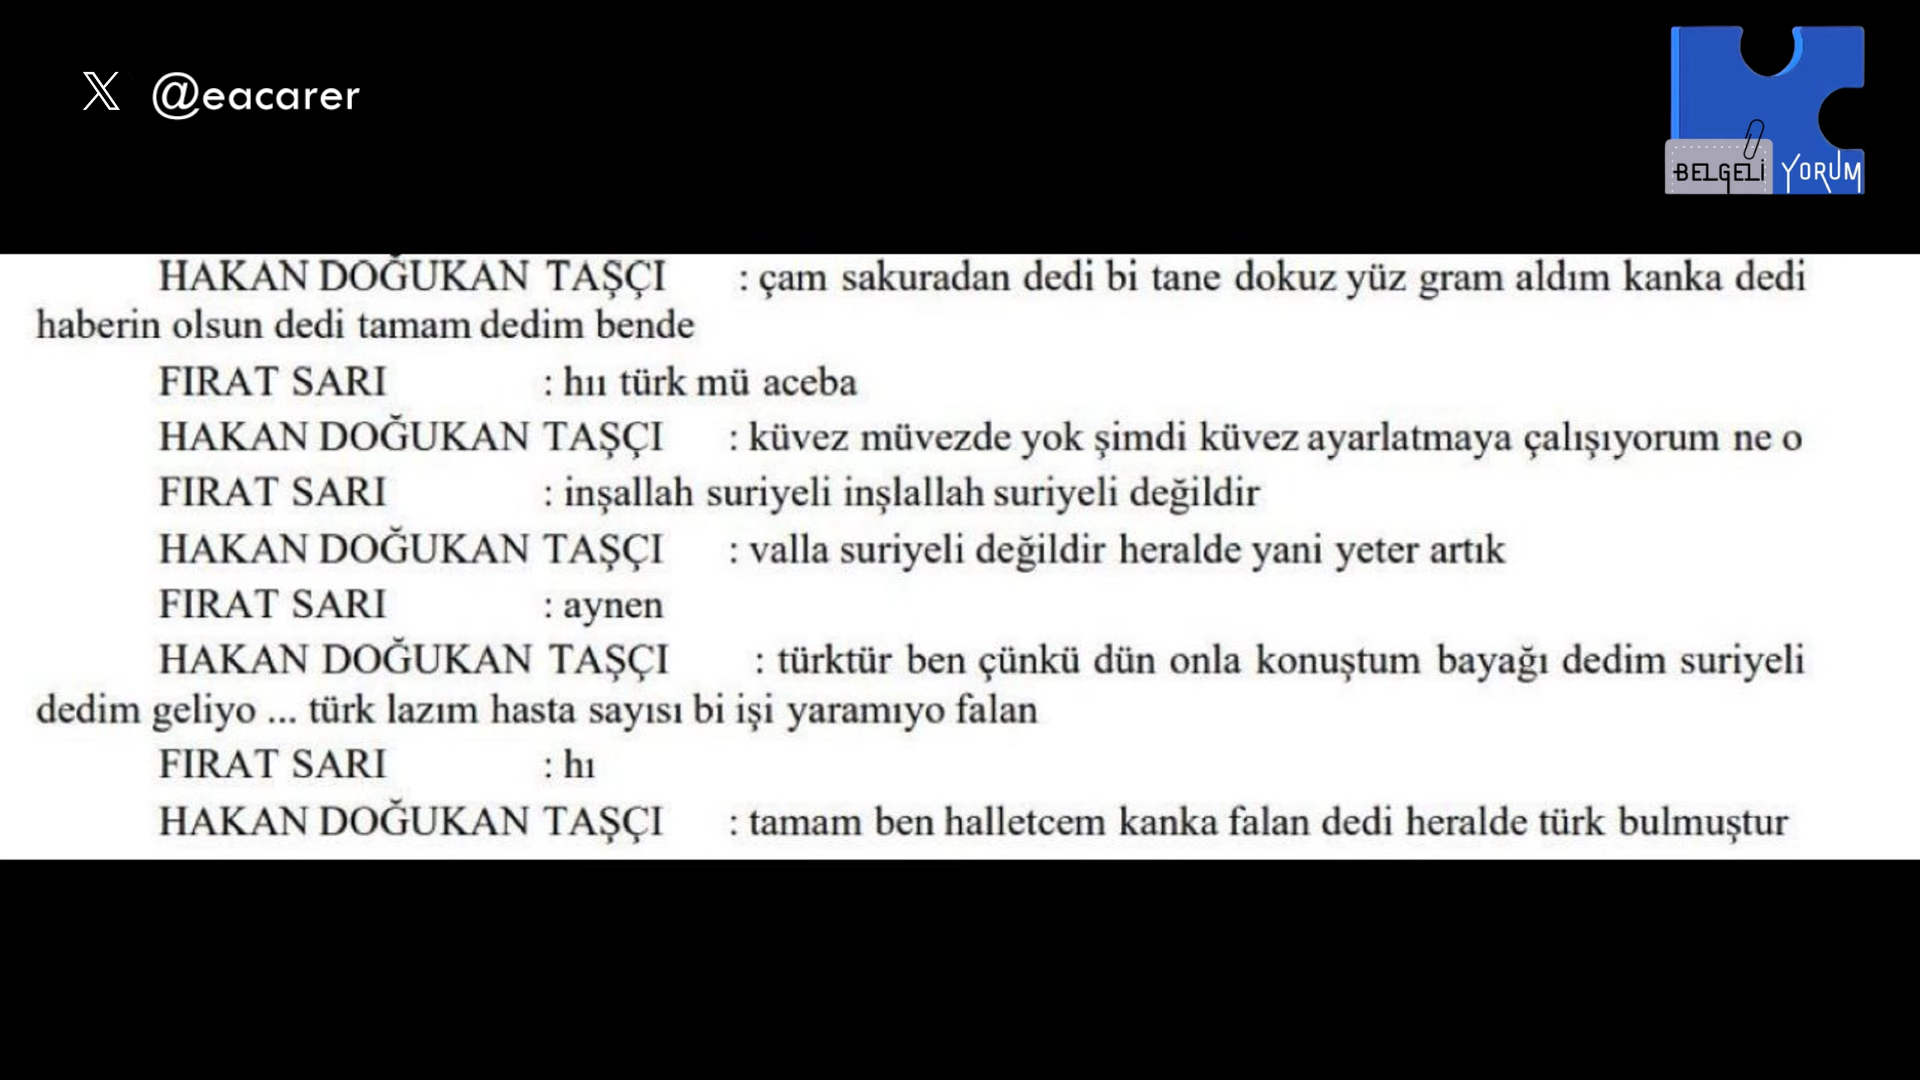 X @eacarer
BELGELİ YORUM
HAKAN DOĞUKAN TAŞÇI : çam sakuradan dedi bi tane dokuz yüz gram aldım kanka dedi
haberin olsun dedi tamam dedim bende
FIRAT SARI : hıı türk mü aceba
HAKAN DOĞUKAN TAŞÇI : küvez müvezde yok şimdi küvez ayarlatmaya çalışıyorum ne o
FIRAT SARI : inşallah suriyeli inşlallah suriyeli değildir
HAKAN DOĞUKAN TAŞÇI : valla suriyeli değildir heralde yani yeter artık
FIRAT SARI : aynen
HAKAN DOĞUKAN TAŞÇI : türktür ben çünkü dün onla konuştum bayağı dedim suriyeli
dedim geliyo ... türk lazım hasta sayısı bi işi yaramıyo falan
FIRAT SARI : hı
HAKAN DOĞUKAN TAŞÇI : tamam ben halletcem kanka falan dedi heralde türk bulmuştur